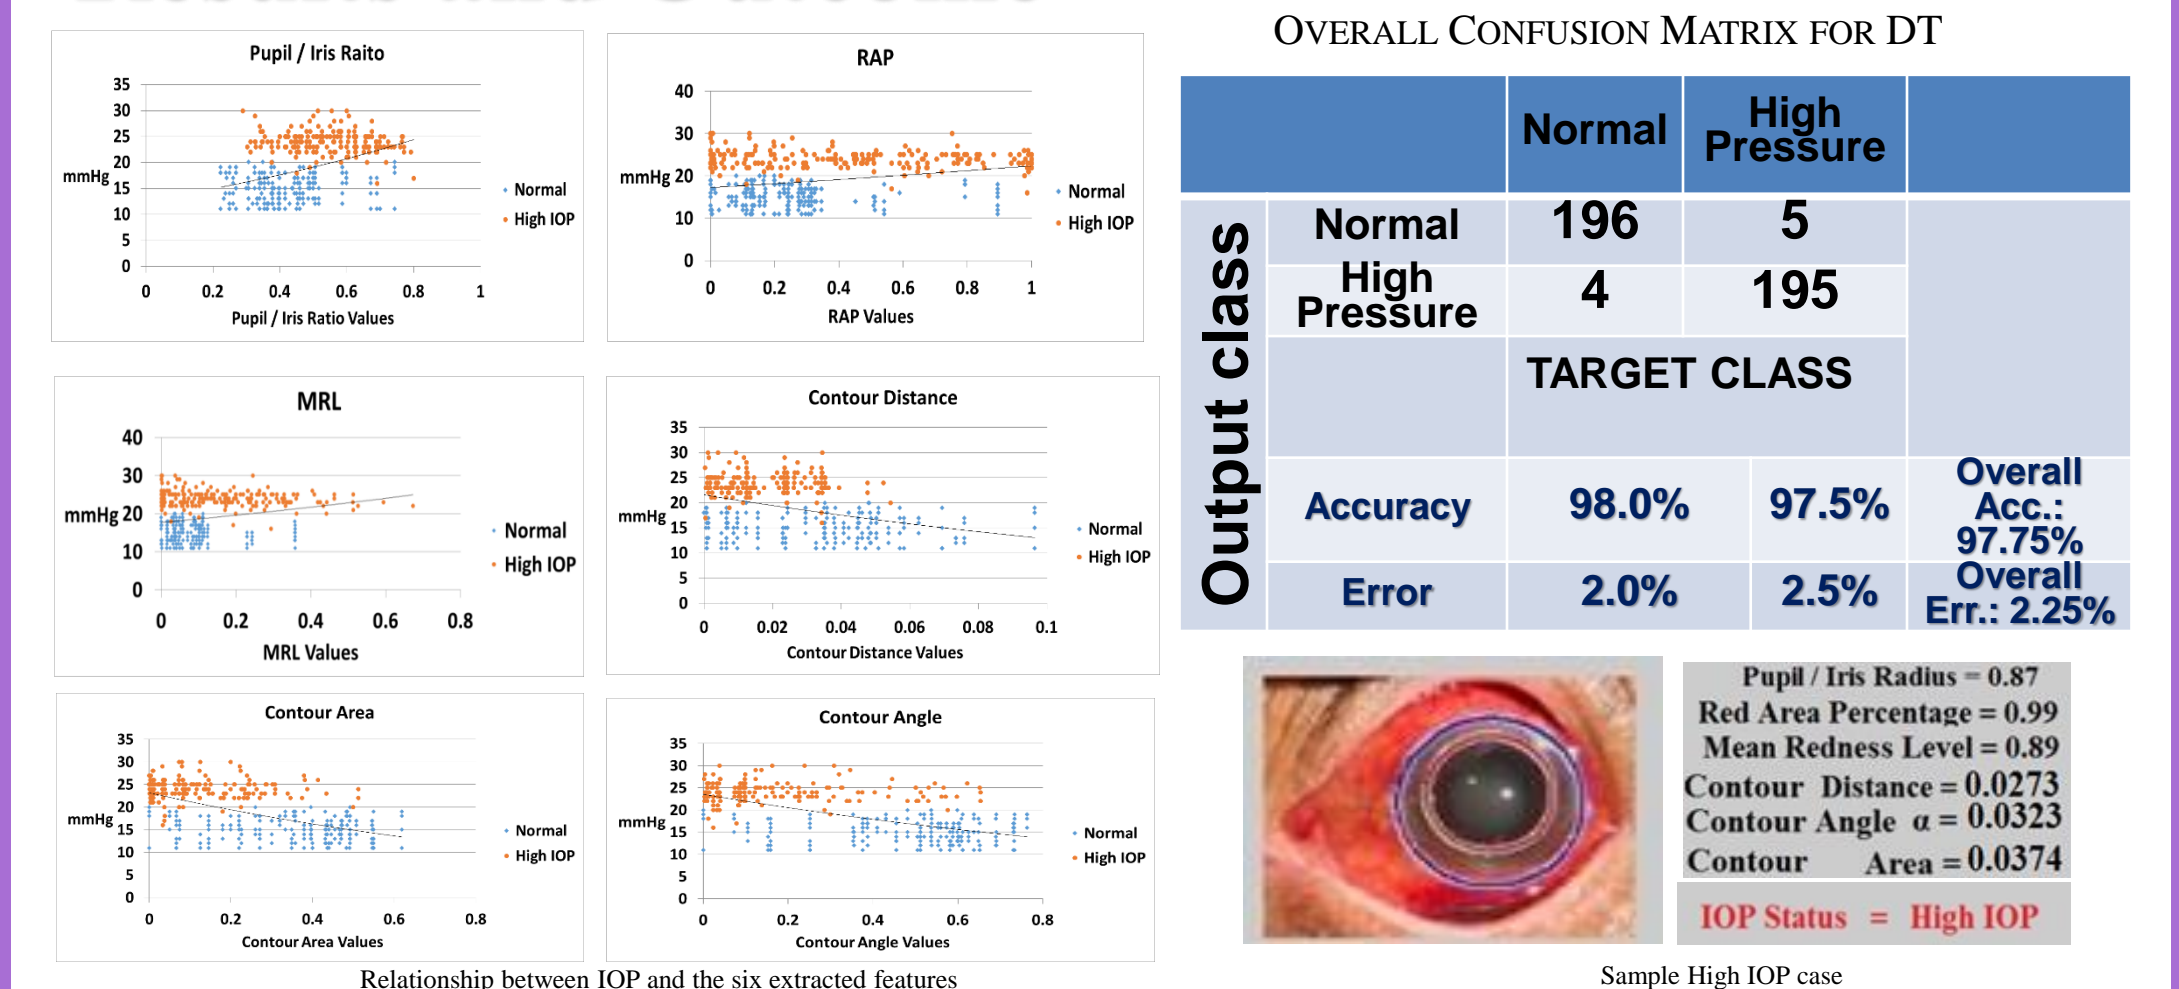 Pupil / Iris Raito
35
30
25
20
15
10
5
0
mmHg
0 0.2 0.4 0.6 0.8 1
Pupil / Iris Ratio Values
Normal
High IOP
RAP
40
30
20
10
0
mmHg
0 0.2 0.4 0.6 0.8 1
RAP Values
Normal
High IOP
MRL
40
30
20
10
0
mmHg
0 0.2 0.4 0.6 0.8
MRL Values
Normal
High IOP
Contour Distance
35
30
25
20
15
10
5
0
mmHg
0 0.02 0.04 0.06 0.08 0.1
Contour Distance Values
Normal
High IOP
Contour Area
35
30
25
20
15
10
5
0
mmHg
0 0.2 0.4 0.6 0.8
Contour Area Values
Normal
High IOP
Contour Angle
35
30
25
20
15
10
5
0
mmHg
0 0.2 0.4 0.6 0.8
Contour Angle Values
Normal
High IOP
Relationship between IOP and the six extracted features
OVERALL CONFUSION MATRIX FOR DT
Normal
High
Pressure
Output class
Normal 196 5
High
Pressure
4 195
TARGET CLASS
Accuracy 98.0% 97.5%
Overall
Acc.:
97.75%
Error 2.0% 2.5%
Overall
Err.: 2.25%
Pupil / Iris Radius = 0.87
Red Area Percentage = 0.99
Mean Redness Level = 0.89
Contour Distance = 0.0273
Contour Angle α = 0.0323
Contour Area = 0.0374
IOP Status = High IOP
Sample High IOP case